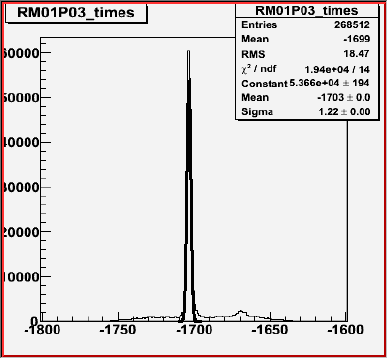 RM01P03_times
RM01P03_times
Entries 268512
Mean -1699
RMS 18.47
χ² / ndf 1.94e+04 / 14
Constant 5.366e+04 ± 194
Mean -1703 ± 0.0
Sigma 1.22 ± 0.00
60000
50000
40000
30000
20000
10000
0
-1800 -1750 -1700 -1650 -1600